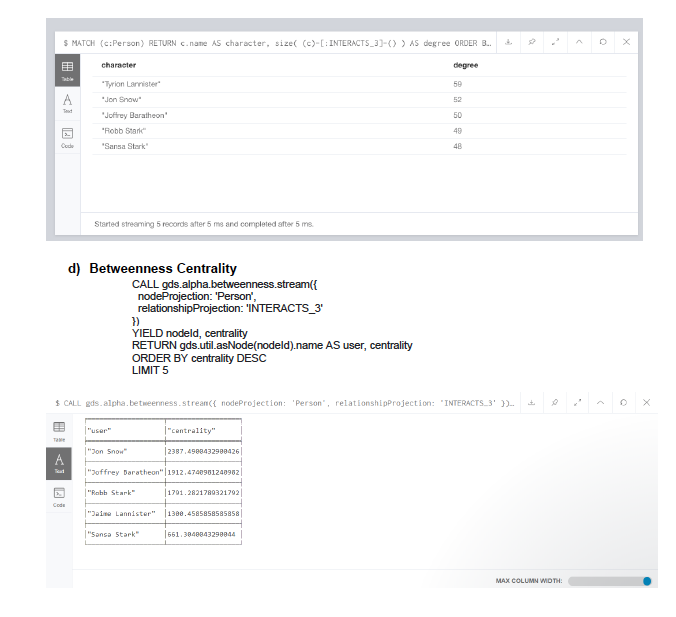 $ MATCH (c:Person) RETURN c.name AS character, size( (c)-[:INTERACTS_3]-() ) AS degree ORDER B…
Table
character degree
"Tyrion Lannister" 59
A
Text
"Jon Snow" 52
"Joffrey Baratheon" 50
"Robb Stark" 49
Code
"Sansa Stark" 48
Started streaming 5 records after 5 ms and completed after 5 ms.
d) Betweenness Centrality
CALL gds.alpha.betweenness.stream({
nodeProjection: 'Person',
relationshipProjection: 'INTERACTS_3'
})
YIELD nodeId, centrality
RETURN gds.util.asNode(nodeId).name AS user, centrality
ORDER BY centrality DESC
LIMIT 5
$ CALL gds.alpha.betweenness.stream({ nodeProjection: 'Person', relationshipProjection: 'INTERACTS_3' })…
Table
"user" "centrality"
A
Text
"Jon Snow" 2387.4908432900426
"Joffrey Baratheon" 1912.4740981248982
"Robb Stark" 1791.2821789321792
Code
"Jaime Lannister" 1300.4585858585858
"Sansa Stark" 661.3040843290044
MAX COLUMN WIDTH: